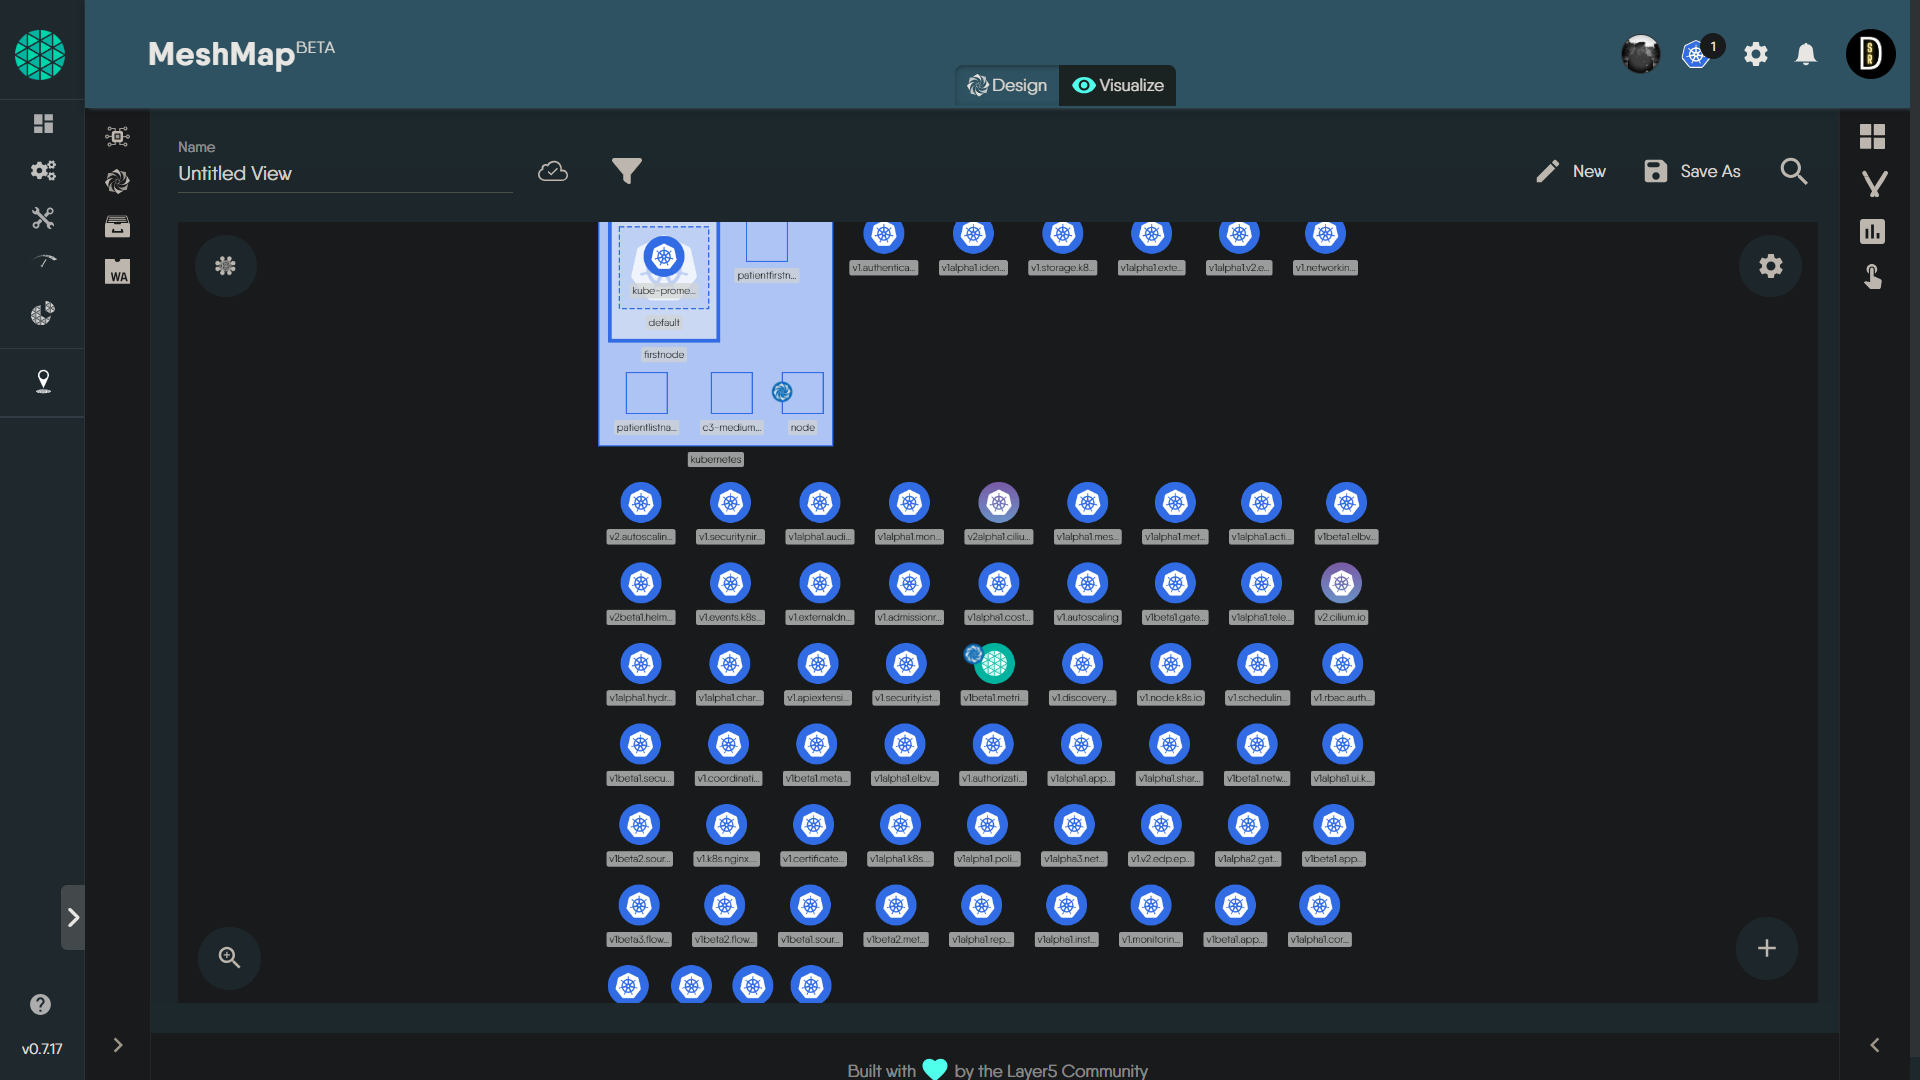 MeshMap BETA
Design
Visualize
1
D
SR
Name
Untitled View
New
Save As
WA
kube-prome...
default
firstnode
patientfirstn...
v1.authentica...
v1alpha1.iden...
v1.storage.k8...
v1alpha1.exte...
v1alpha1.v2.e...
v1.networkin...
patientlistna...
c3-medium...
node
kubernetes
v2.autoscalin...
v1.security.nir...
v1alpha1.audi...
v1alpha1.mon...
v2alpha1.ciliu...
v1alpha1.mes...
v1alpha1.met...
v1alpha1.acti...
v1beta1.elbv...
v2beta1.helm...
v1.events.k8s...
v1.externaldn...
v1.admissionr...
v1alpha1.cost...
v1.autoscaling
v1beta1.gate...
v1alpha1.tele...
v2.cilium.io
v1alpha1.hydr...
v1alpha1.char...
v1.apiextensi...
v1.security.ist...
v1beta1.metri...
v1.discovery...
v1.node.k8s.io
v1.schedulin...
v1.rbac.auth...
v1beta1.secu...
v1.coordinati...
v1beta1.meta...
v1alpha1.elbv...
v1.authorizati...
v1alpha1.app...
v1alpha1.shar...
v1beta1.netw...
v1alpha1.ui.k...
v1beta2.sour...
v1.k8s.nginx....
v1.certificate...
v1alpha1.k8s....
v1alpha1.poli...
v1alpha3.net...
v1.v2.edp.ep...
v1alpha2.gat...
v1beta1.app...
v1beta3.flow...
v1beta2.flow...
v1beta1.sour...
v1beta2.met...
v1alpha1.rep...
v1alpha1.inst...
v1.monitorin...
v1beta1.app...
v1alpha1.cor...
v0.7.17
Built with by the Layer5 Community